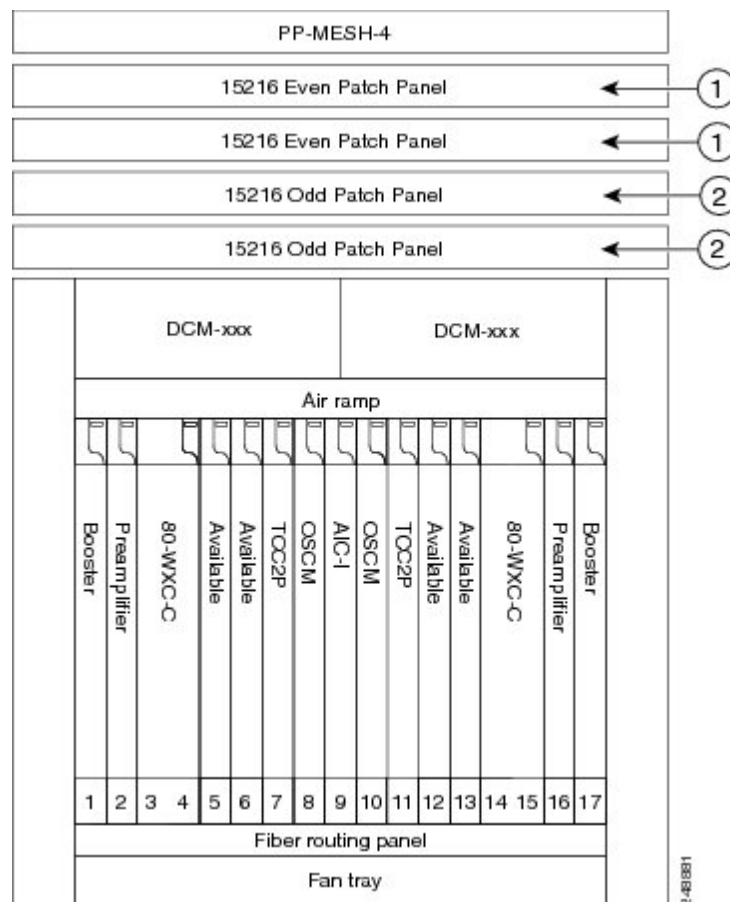 PP-MESH-4
15216 Even Patch Panel 1
15216 Even Patch Panel 1
15216 Odd Patch Panel 2
15216 Odd Patch Panel 2
DCM-xxx DCM-xxx
Air ramp
Booster
Preamplifier
80-WXC-C
Available
Available
TCC2P
OSCM
AIC-I
OSCM
TCC2P
Available
Available
80-WXC-C
Preamplifier
Booster
1 2 3 4 5 6 7 8 9 10 11 12 13 14 15 16 17
Fiber routing panel
Fan tray